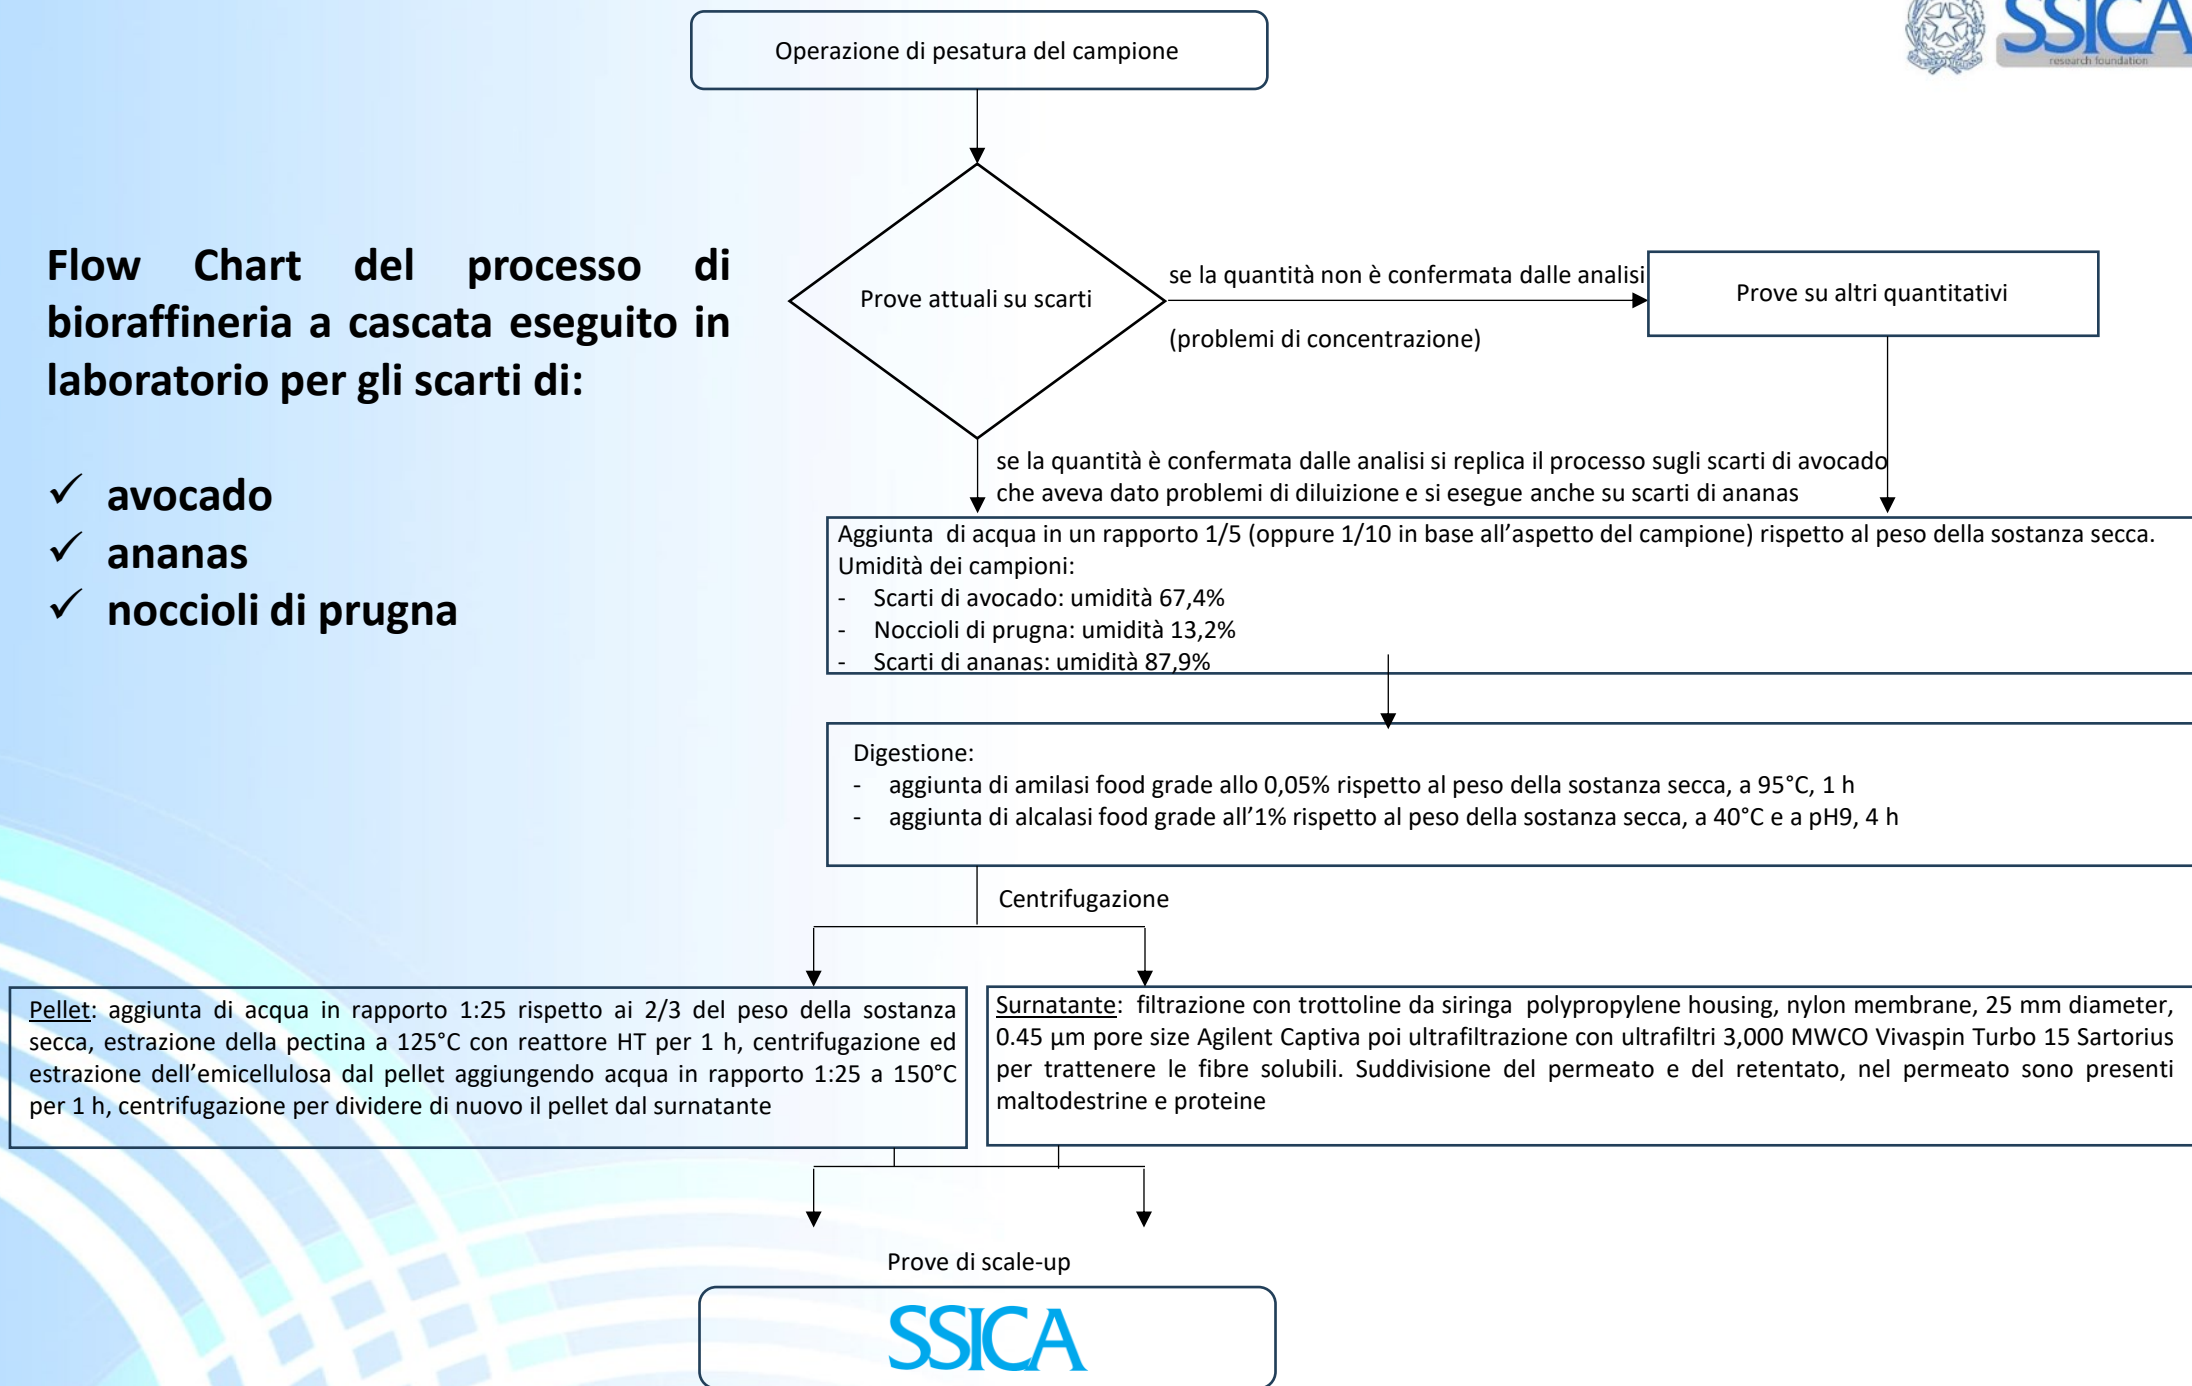 SSICA
research foundation
Operazione di pesatura del campione
Flow Chart del processo di
bioraffineria a cascata eseguito in
laboratorio per gli scarti di:
✓ avocado
✓ ananas
✓ noccioli di prugna
Prove attuali su scarti
se la quantità non è confermata dalle analisi
(problemi di concentrazione)
Prove su altri quantitativi
se la quantità è confermata dalle analisi si replica il processo sugli scarti di avocado
che aveva dato problemi di diluizione e si esegue anche su scarti di ananas
Aggiunta di acqua in un rapporto 1/5 (oppure 1/10 in base all’aspetto del campione) rispetto al peso della sostanza secca.
Umidità dei campioni:
- Scarti di avocado: umidità 67,4%
- Noccioli di prugna: umidità 13,2%
- Scarti di ananas: umidità 87,9%
Digestione:
- aggiunta di amilasi food grade allo 0,05% rispetto al peso della sostanza secca, a 95°C, 1 h
- aggiunta di alcalasi food grade all’1% rispetto al peso della sostanza secca, a 40°C e a pH9, 4 h
Centrifugazione
Pellet: aggiunta di acqua in rapporto 1:25 rispetto ai 2/3 del peso della sostanza
secca, estrazione della pectina a 125°C con reattore HT per 1 h, centrifugazione ed
estrazione dell’emicellulosa dal pellet aggiungendo acqua in rapporto 1:25 a 150°C
per 1 h, centrifugazione per dividere di nuovo il pellet dal surnatante
Surnatante: filtrazione con trottoline da siringa polypropylene housing, nylon membrane, 25 mm diameter,
0.45 µm pore size Agilent Captiva poi ultrafiltrazione con ultrafiltri 3,000 MWCO Vivaspin Turbo 15 Sartorius
per trattenere le fibre solubili. Suddivisione del permeato e del retentato, nel permeato sono presenti
maltodestrine e proteine
Prove di scale-up
SSICA